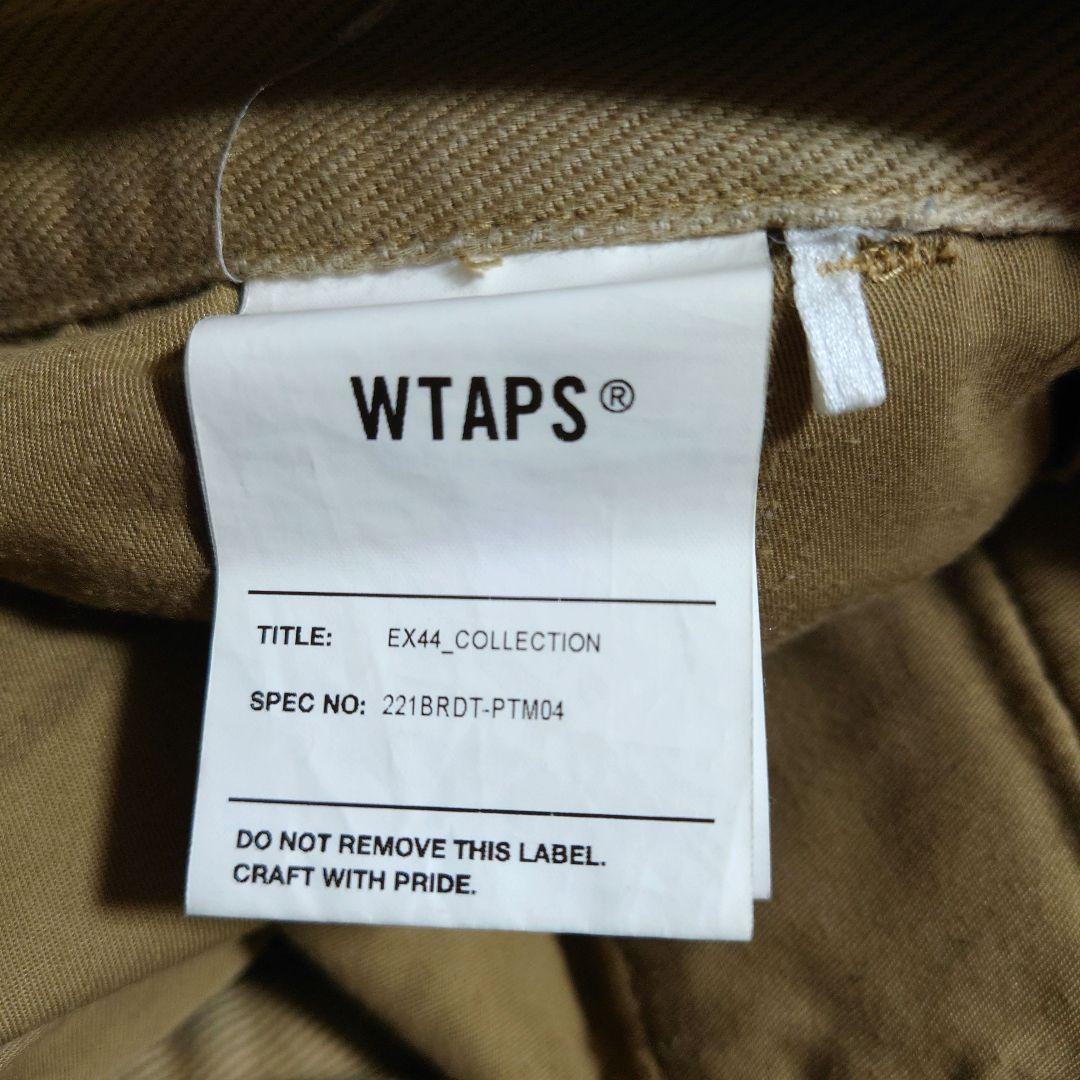 WTAPS®
TITLE: EX44_COLLECTION
SPEC NO: 221BRDT-PTM04
DO NOT REMOVE THIS LABEL.
CRAFT WITH PRIDE.